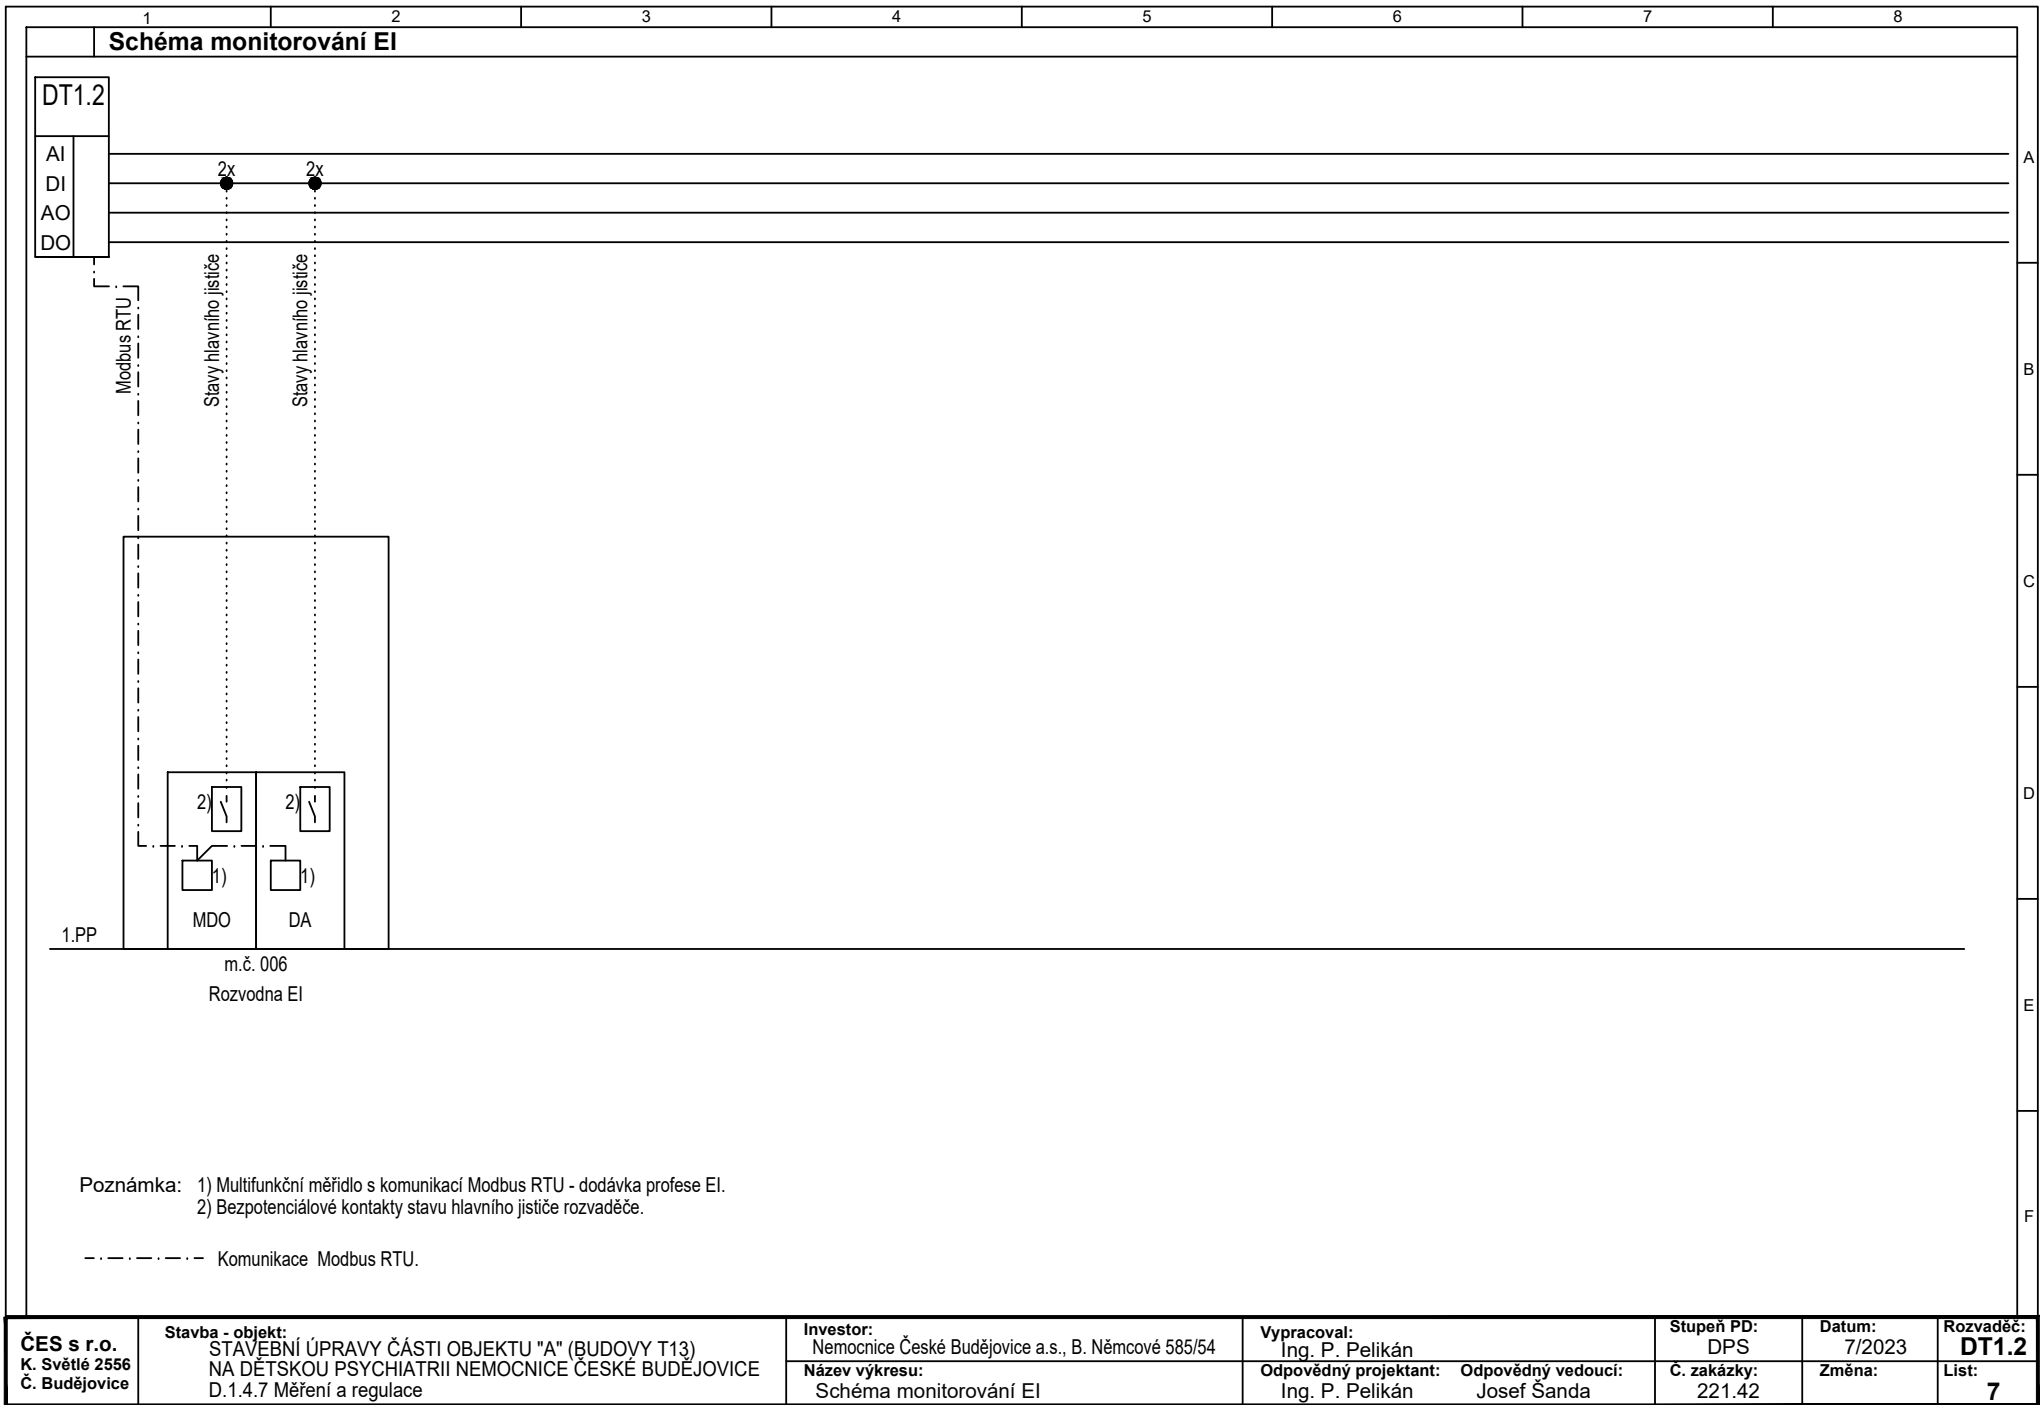 1 2 3 4 5 6 7 8
Schéma monitorování EI
DT1.2
AI
DI
AO
DO
2x 2x
A
B
C
D
E
F
Modbus RTU
Stavy hlavního jističe
Stavy hlavního jističe
2) 2)
1) 1)
MDO DA
1.PP
m.č. 006
Rozvodna EI
Poznámka: 1) Multifunkční měřidlo s komunikací Modbus RTU - dodávka profese EI.
2) Bezpotenciálové kontakty stavu hlavního jističe rozvaděče.
Komunikace Modbus RTU.
ČES s r.o.
K. Světlé 2556
Č. Budějovice
Stavba - objekt:
STAVEBNÍ ÚPRAVY ČÁSTI OBJEKTU "A" (BUDOVY T13)
NA DĚTSKOU PSYCHIATRII NEMOCNICE ČESKÉ BUDĚJOVICE
D.1.4.7 Měření a regulace
Investor:
Nemocnice České Budějovice a.s., B. Němcové 585/54
Název výkresu:
Schéma monitorování EI
Vypracoval:
Ing. P. Pelikán
Odpovědný projektant: Odpovědný vedoucí:
Ing. P. Pelikán Josef Šanda
Stupeň PD:
DPS
Č. zakázky:
221.42
Datum:
7/2023
Změna:
Rozvaděč:
DT1.2
List:
7